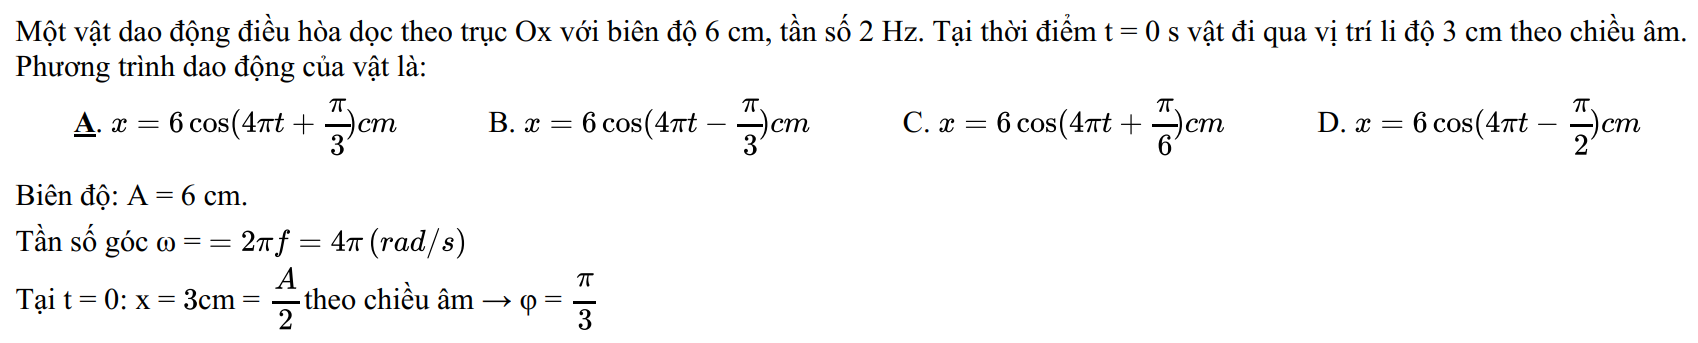 Một vật dao động điều hòa dọc theo trục Ox với biên độ 6 cm, tần số 2 Hz. Tại thời điểm t = 0 s vật đi qua vị trí li độ 3 cm theo chiều âm.
Phương trình dao động của vật là:
A. x = 6 cos(4πt + π/3)cm B. x = 6 cos(4πt − π/3)cm C. x = 6 cos(4πt + π/6)cm D. x = 6 cos(4πt − π/2)cm
Biên độ: A = 6 cm.
Tần số góc ω = = 2πf = 4π (rad/s)
Tại t = 0: x = 3cm = A/2 theo chiều âm → φ = π/3